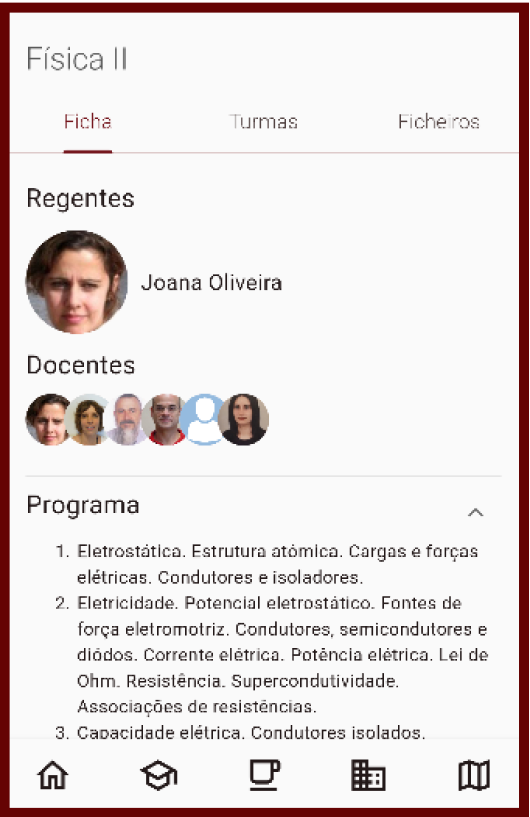 Física II
Ficha Turmas Ficheiros
Regentes
Joana Oliveira
Docentes
Programa
1. Eletrostática. Estrutura atómica. Cargas e forças
elétricas. Condutores e isoladores.
2. Eletricidade. Potencial eletrostático. Fontes de
força eletromotriz. Condutores, semicondutores e
díódos. Corrente elétrica. Potência elétrica. Lei de
Ohm. Resistência. Supercondutividade.
Associações de resistências.
3. Capacidade elétrica. Condutores isolados.